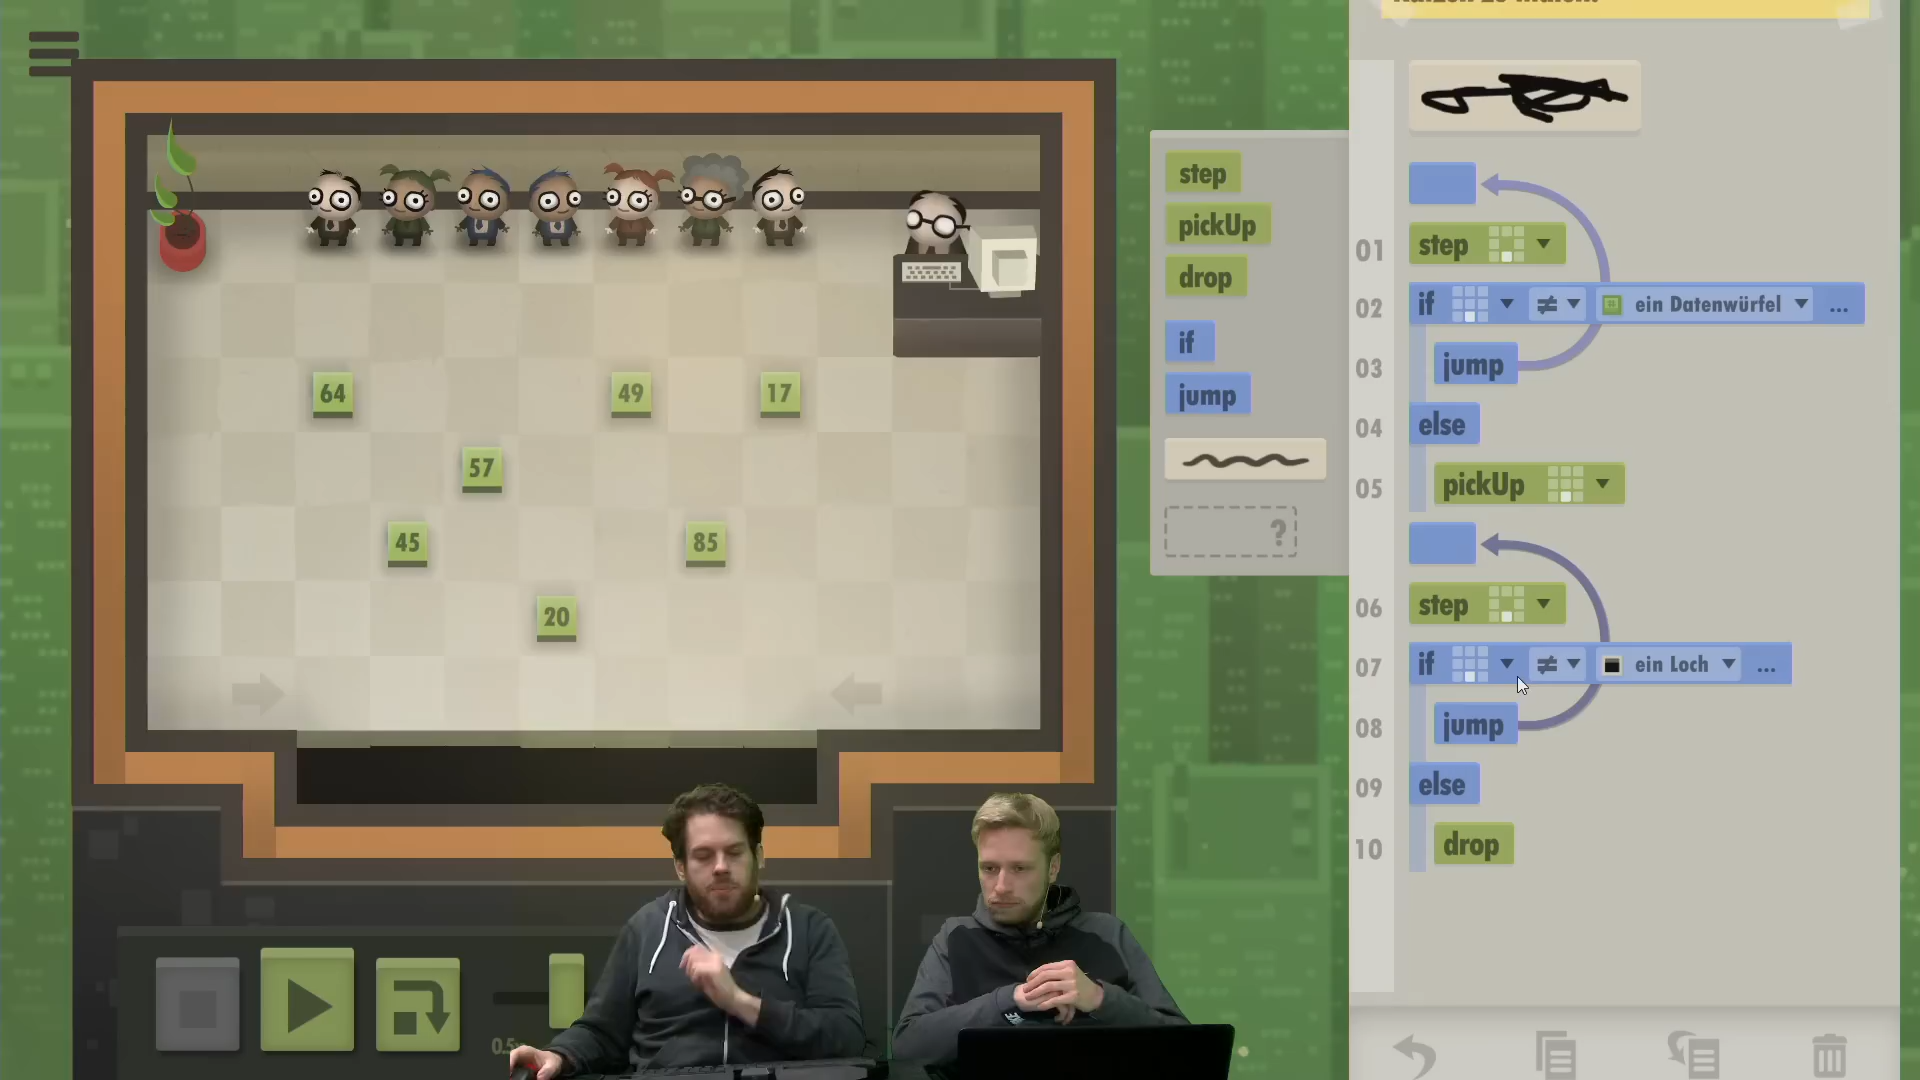 step
pickUp
drop
if
jump
?
01 step
02 if ≠ ein Datenwürfel ...
03 jump
04 else
05 pickUp
06 step
07 if ≠ ein Loch ...
08 jump
09 else
10 drop
64
49
17
57
45
85
20